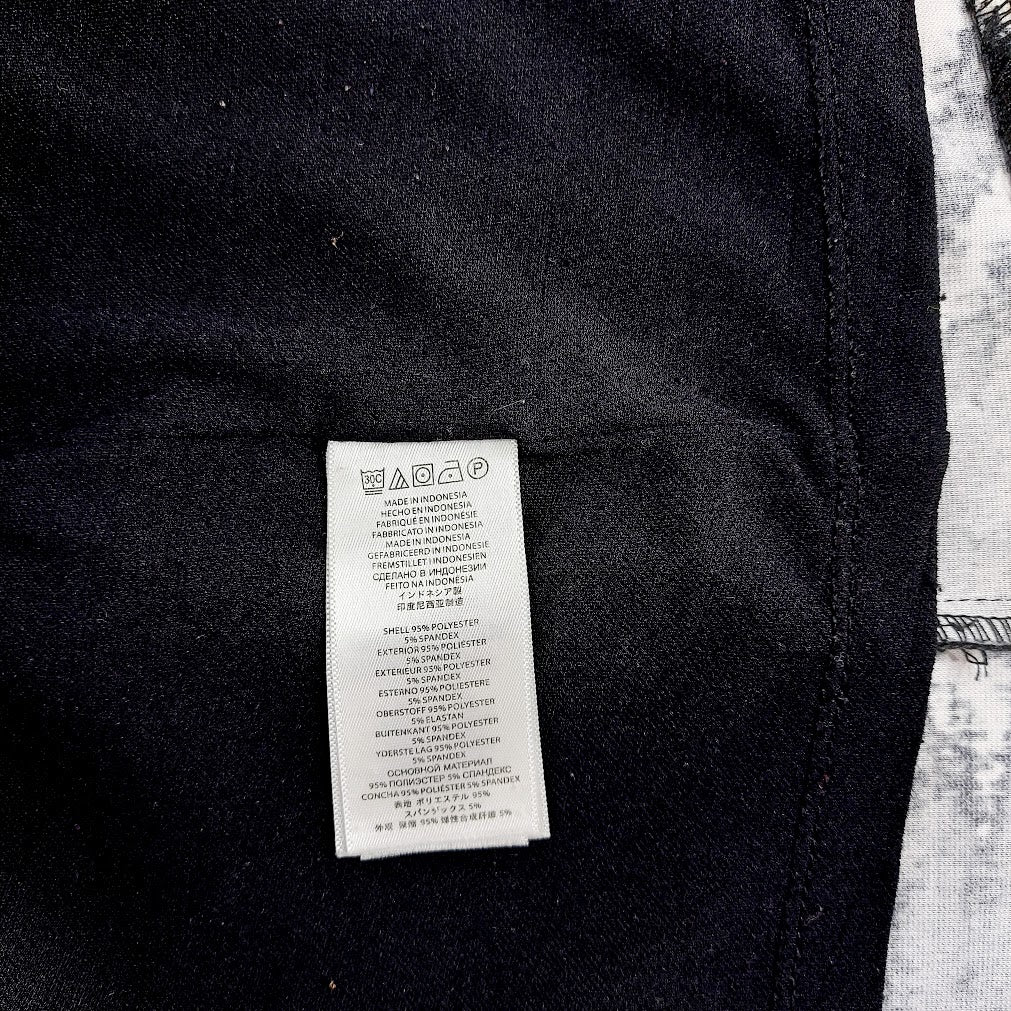 30C
P
MADE IN INDONESIA
HECHO EN INDONESIA
FABRIQUÉ EN INDONÉSIE
FABBRICATO IN INDONESIA
MADE IN INDONESIA
GEFABRICEERD IN INDONESIË
FREMSTILLET I INDONESIEN
СДЕЛАНО В ИНДОНЕЗИИ
FEITO NA INDONÉSIA
インドネシア製
印度尼西亚制造
SHELL 95% POLYESTER
5% SPANDEX
EXTERIOR 95% POLIÉSTER
5% SPANDEX
EXTERIEUR 95% POLYESTER
5% SPANDEX
ESTERNO 95% POLIESTERE
5% SPANDEX
OBERSTOFF 95% POLYESTER
5% ELASTAN
BUITENKANT 95% POLYESTER
5% SPANDEX
YDERSTE LAG 95% POLYESTER
5% SPANDEX
ОСНОВНОЙ МАТЕРИАЛ
95% ПОЛИЭСТЕР 5% СПАНДЕКС
CONCHA 95% POLIÉSTER 5% SPANDEX
表地 ポリエステル 95%
スパンデックス 5%
外观 95% 弹性合成纤维 5%